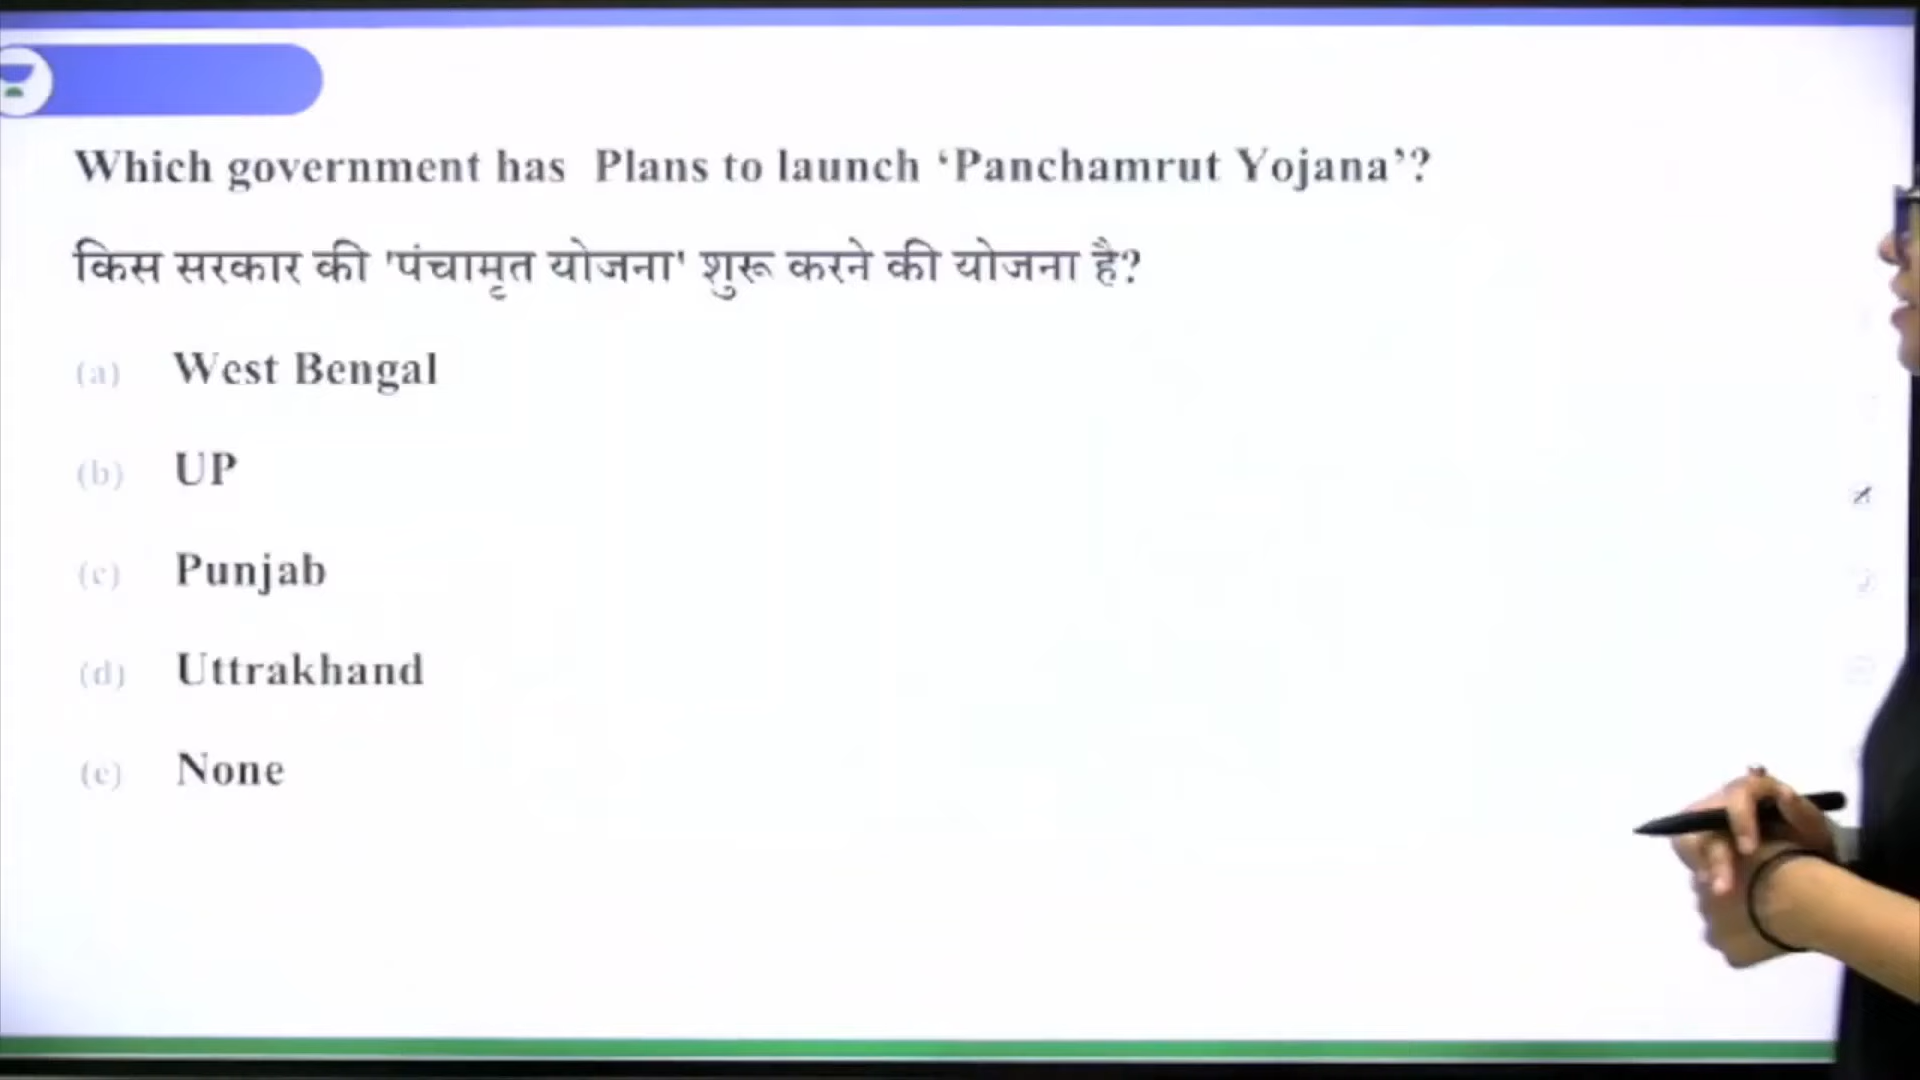 Which government has Plans to launch ‘Panchamrut Yojana’?
किस सरकार की 'पंचामृत योजना' शुरू करने की योजना है?
(a) West Bengal
(b) UP
(c) Punjab
(d) Uttrakhand
(e) None